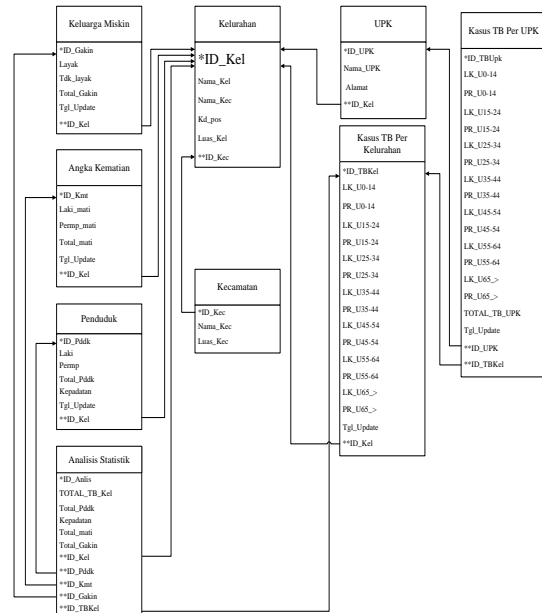 Keluarga Miskin
*ID_Gakin
Layak
Tdk_layak
Total_Gakin
Tgl_Update
**ID_Kel
Angka Kematian
*ID_Kmt
Laki_mati
Permp_mati
Total_mati
Tgl_Update
**ID_Kel
Penduduk
*ID_Pddk
Laki
Permp
Total_Pddk
Kepadatan
Tgl_Update
**ID_Kel
Analisis Statistik
*ID_Anlis
TOTAL_TB_Kel
Total_Pddk
Kepadatan
Total_mati
Total_Gakin
**ID_Kel
**ID_Pddk
**ID_Kmt
**ID_Gakin
**ID_TBKel
Kelurahan
*ID_Kel
Nama_Kel
Nama_Kec
Kd_pos
Luas_Kel
**ID_Kec
Kecamatan
*ID_Kec
Nama_Kec
Luas_Kec
UPK
*ID_UPK
Nama_UPK
Alamat
**ID_Kel
Kasus TB Per
Kelurahan
*ID_TBKel
LK_U0-14
PR_U0-14
LK_U15-24
PR_U15-24
LK_U25-34
PR_U25-34
LK_U35-44
PR_U35-44
LK_U45-54
PR_U45-54
LK_U55-64
PR_U55-64
LK_U65_>
PR_U65_>
Tgl_Update
**ID_Kel
Kasus TB Per UPK
*ID_TBUpk
LK_U0-14
PR_U0-14
LK_U15-24
PR_U15-24
LK_U25-34
PR_U25-34
LK_U35-44
PR_U35-44
LK_U45-54
PR_U45-54
LK_U55-64
PR_U55-64
LK_U65_>
PR_U65_>
TOTAL_TB_UPK
Tgl_Update
**ID_UPK
**ID_TBKel